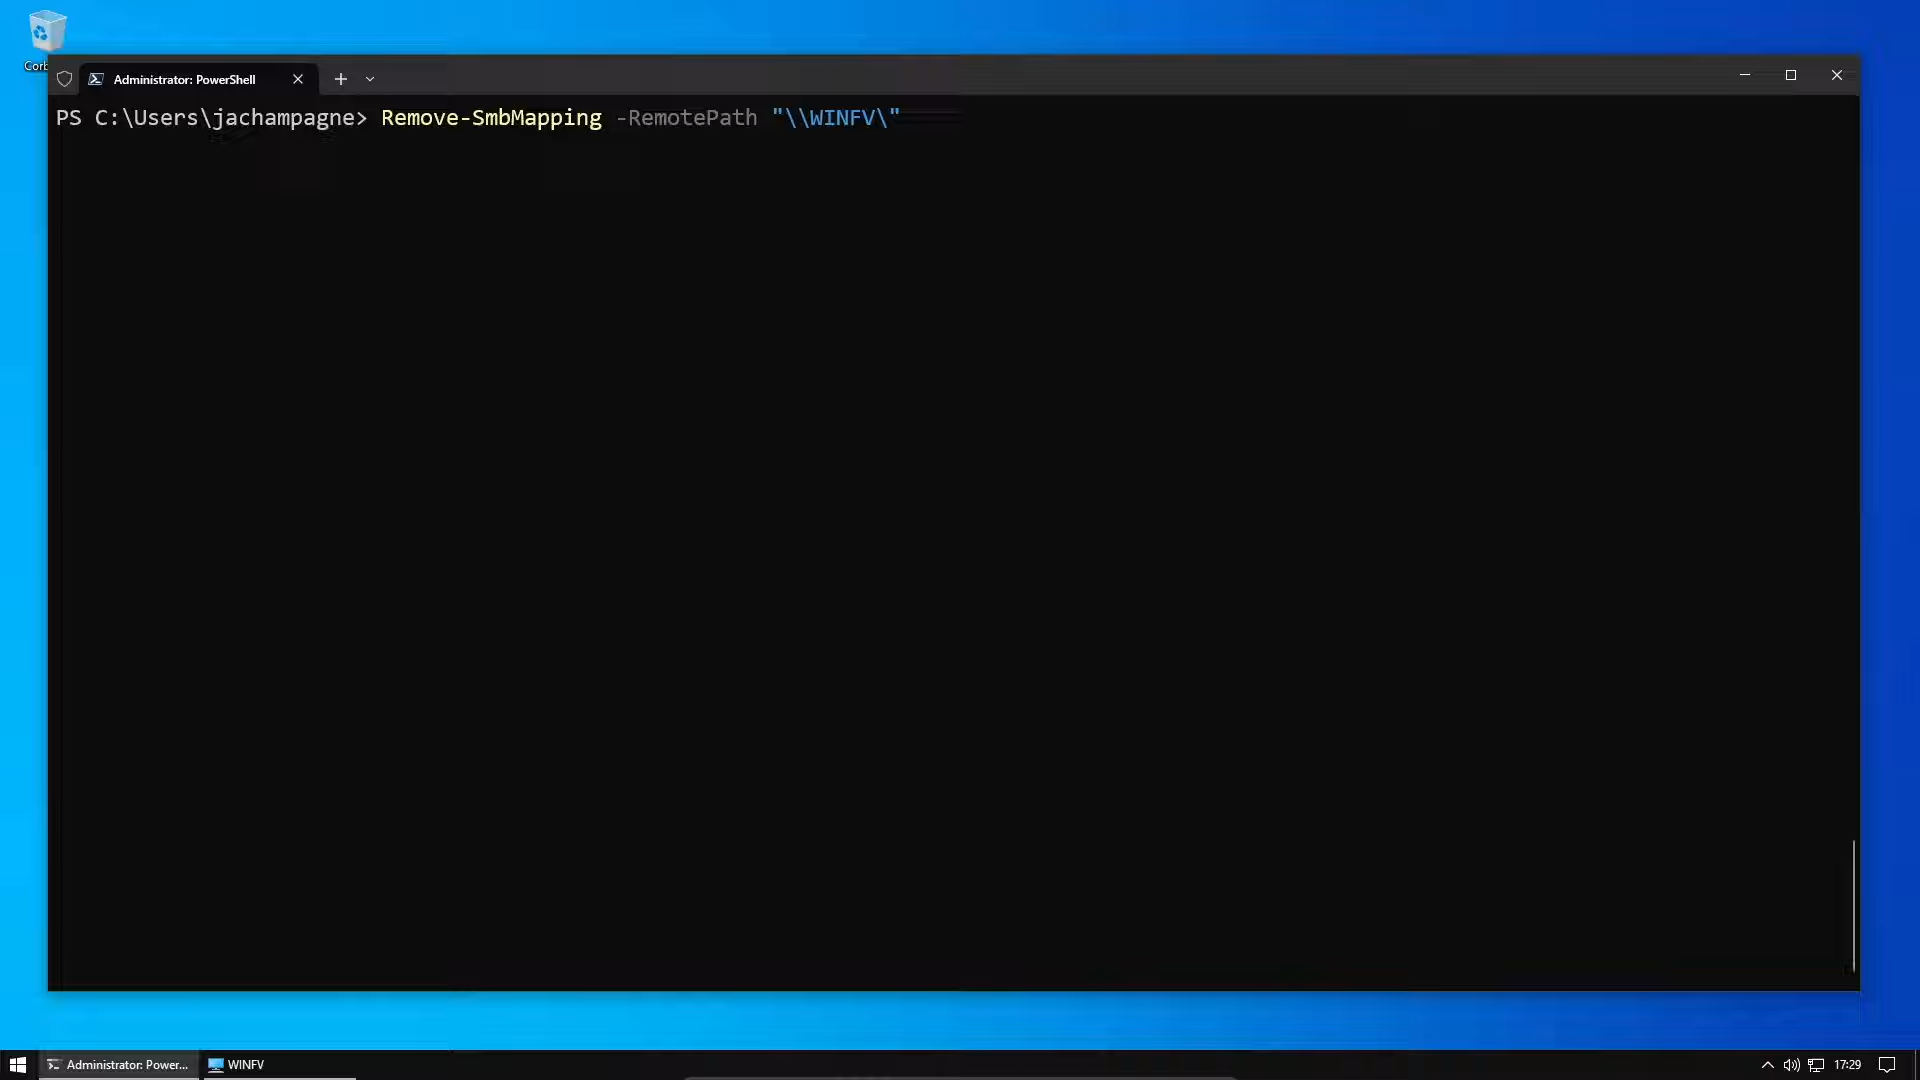 Corb
Administrator: PowerShell
PS C:\Users\jachampagne> Remove-SmbMapping -RemotePath "\\WINFV\"
Administrator: Power...
WINFV
17:29